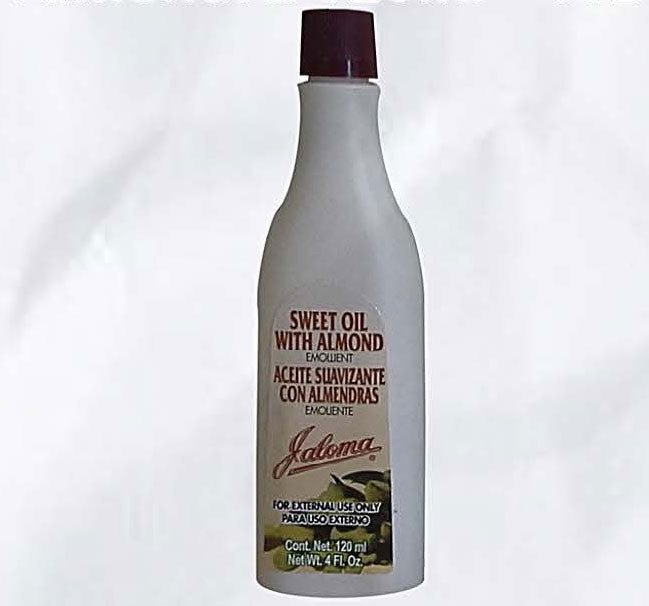 SWEET OIL
WITH ALMOND
EMOLLIENT
ACEITE SUAVIZANTE
CON ALMENDRAS
EMOLIENTE
Jaloma®
FOR EXTERNAL USE ONLY
PARA USO EXTERNO
Cont. Net. 120 ml
Net Wt. 4 Fl. Oz.